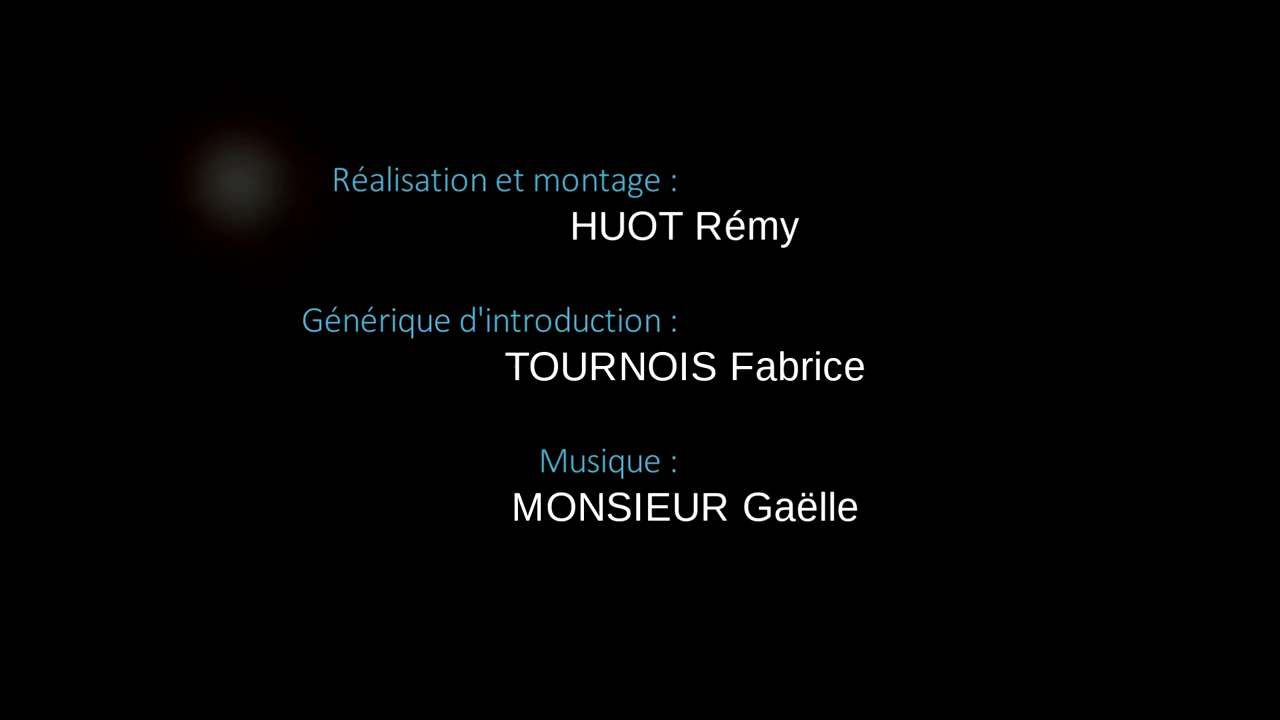 Réalisation et montage :
HUOT Rémy
Générique d'introduction :
TOURNOIS Fabrice
Musique :
MONSIEUR Gaëlle